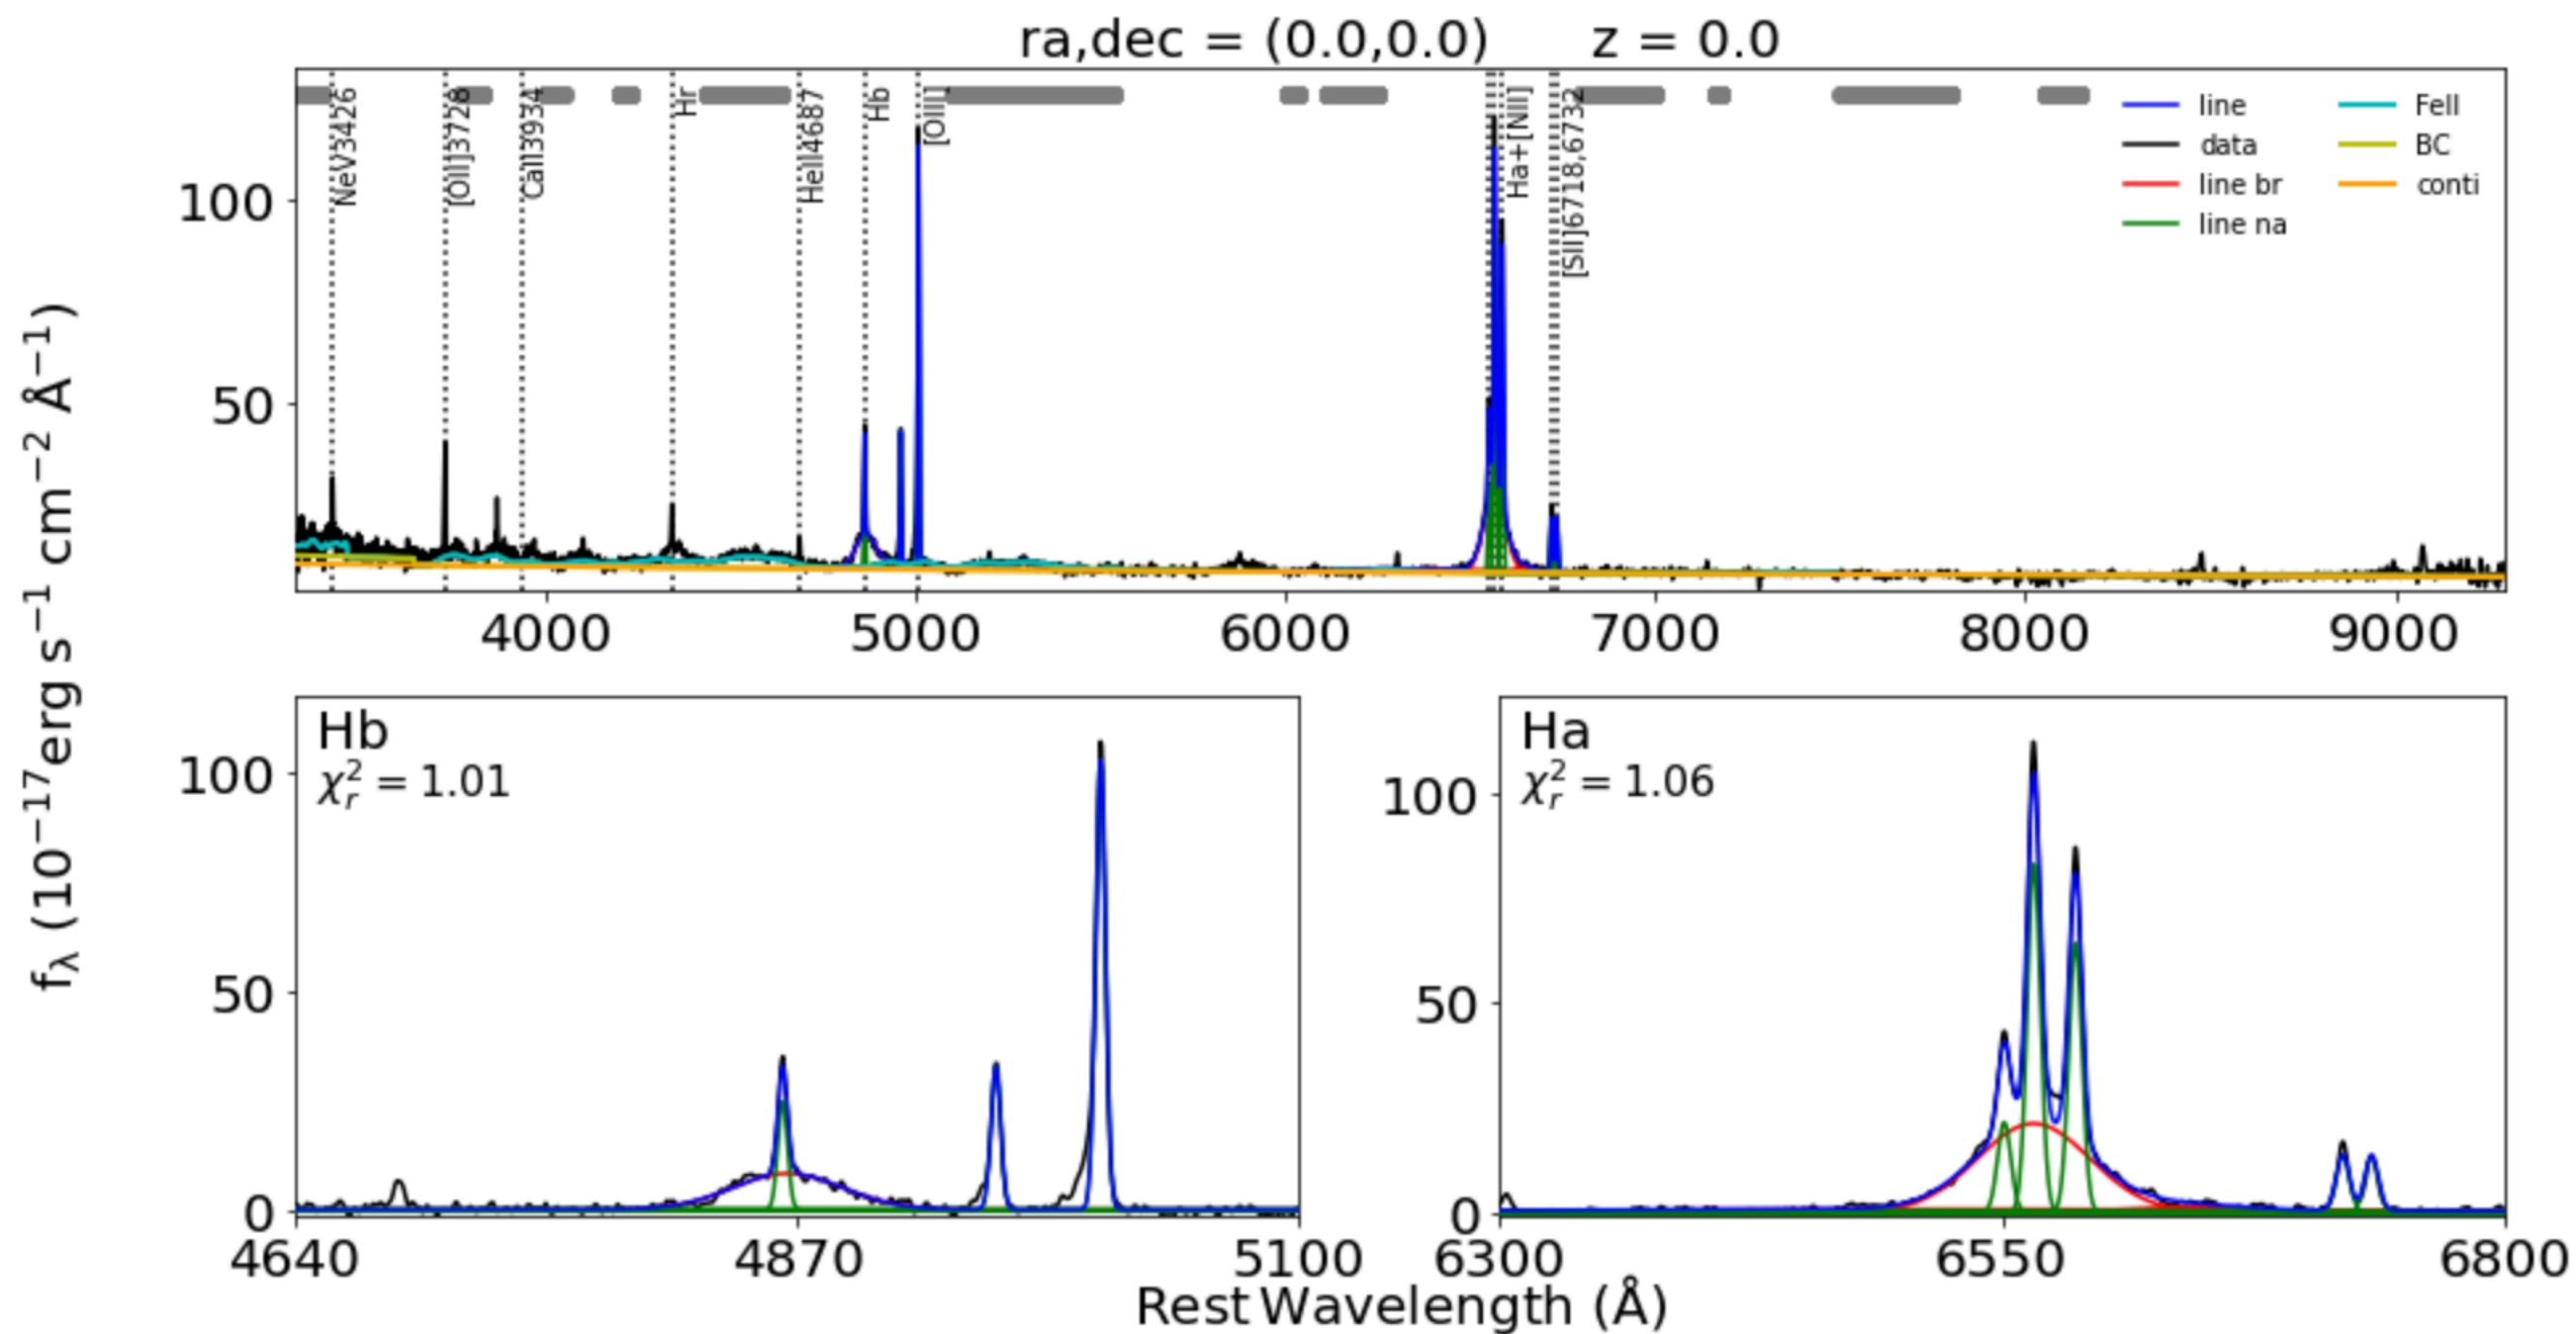 ra,dec = (0.0,0.0) z = 0.0
NeV3426
[OII]3728
CaII3934
Hr
HeII4687
Hb
[OIII]
Ha+[NII]
[SII]6718,6732
line
data
line br
line na
FeII
BC
conti
100
50
4000 5000 6000 7000 8000 9000
f_λ (10⁻¹⁷erg s⁻¹ cm⁻² Å⁻¹)
Hb
χ²_r = 1.01
100
50
0
4640 4870 5100
Ha
χ²_r = 1.06
100
50
0
6300 6550 6800
Rest Wavelength (Å)